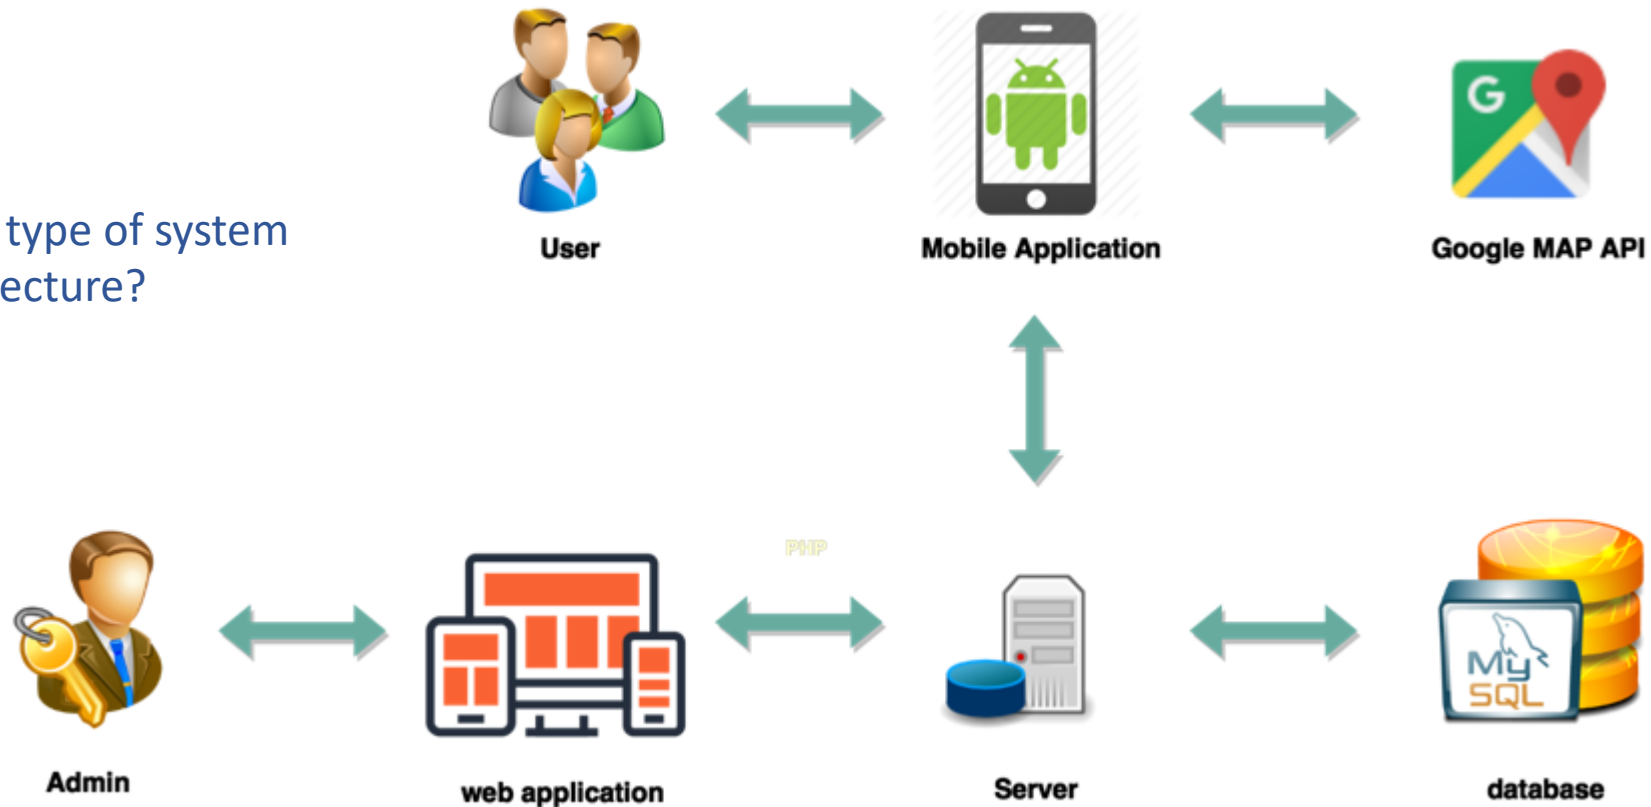 type of system
ecture?
User
Mobile Application
G
Google MAP API
PHP
My
SQL
Admin
web application
Server
database